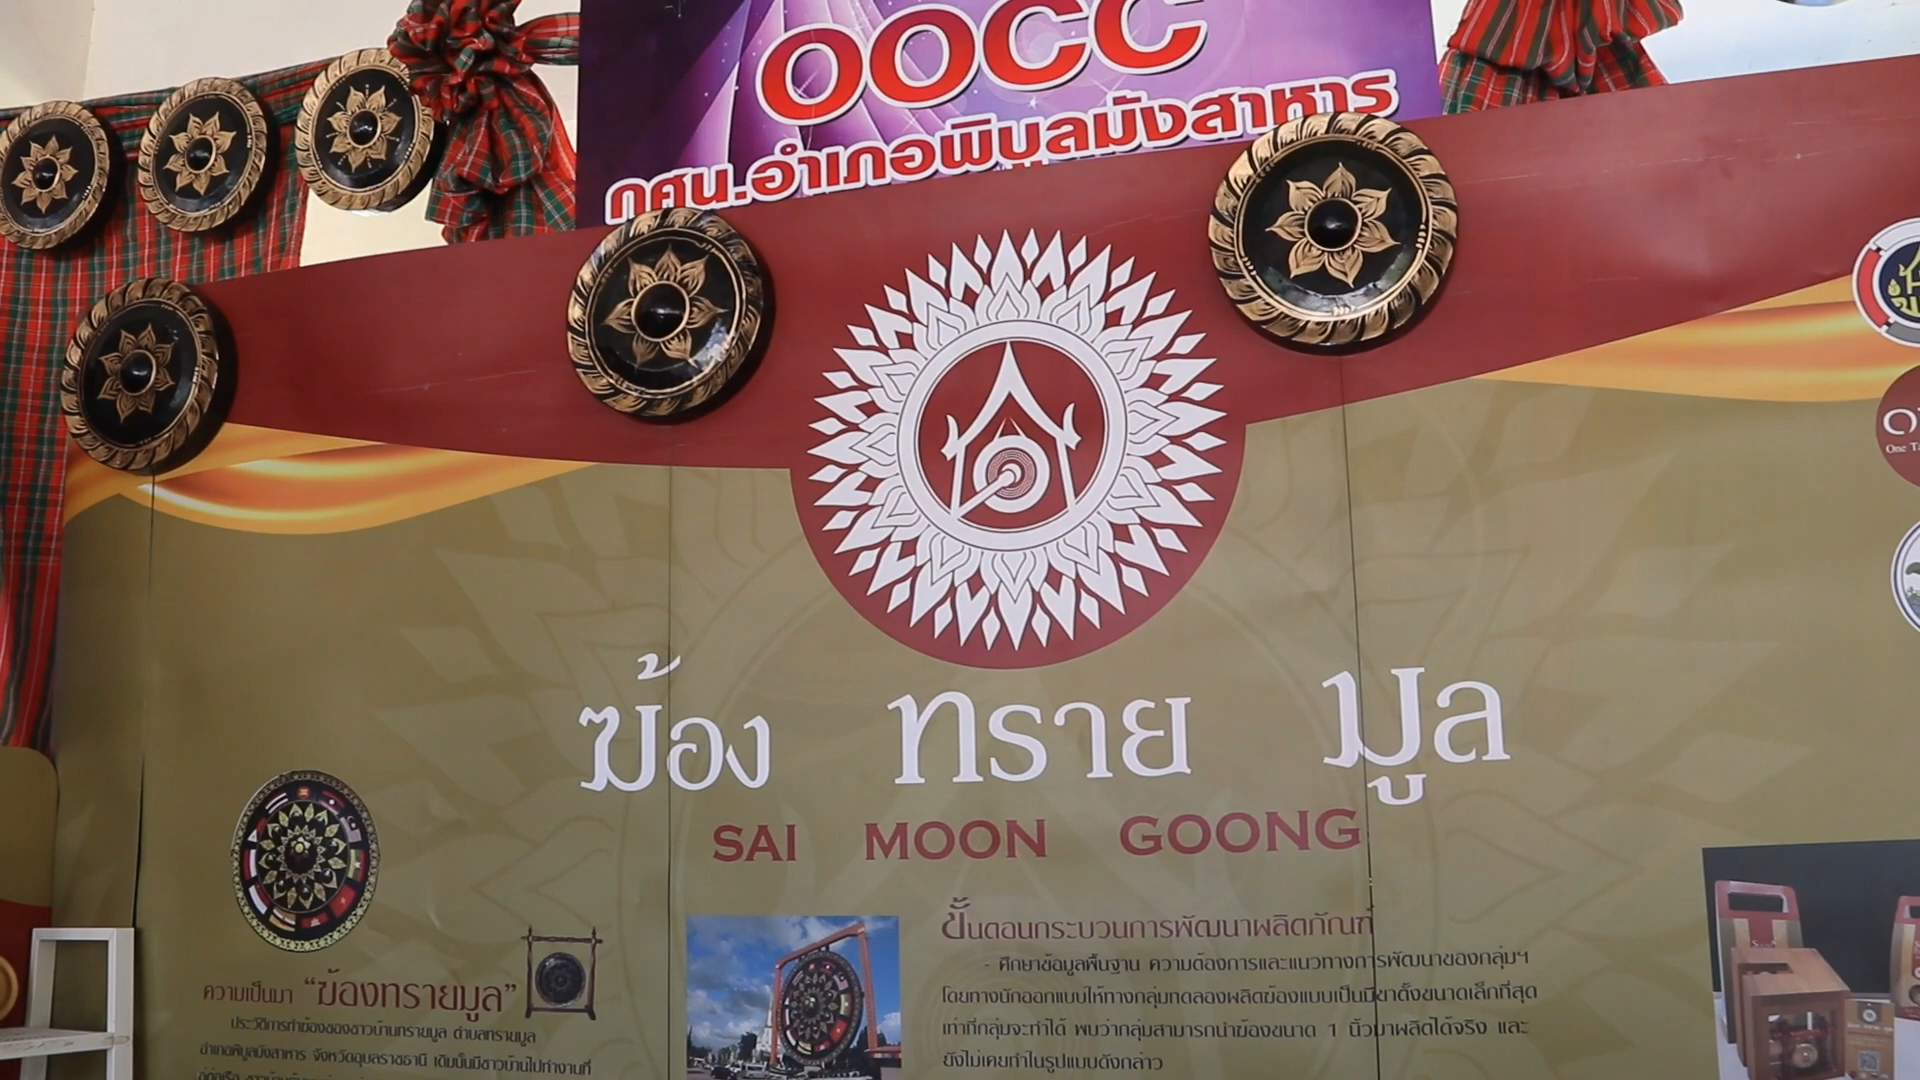 OOCC
กศน.อำเภอพิบูลมังสาหาร
ฆ้อง ทราย มูล
SAI MOON GOONG
ความเป็นมา “ฆ้องทรายมูล”
ประวัติการทำฆ้องของชาวบ้านทรายมูล ตำบลทรายมูล
อำเภอพิบูลมังสาหาร จังหวัดอุบลราชธานี เดิมนั้นมีชาวบ้านไปทำงานที่
ขั้นตอนกระบวนการพัฒนาผลิตภัณฑ์
- ศึกษาข้อมูลพื้นฐาน ความต้องการและแนวทางการพัฒนาของกลุ่มฯ
โดยทางนักออกแบบให้ทางกลุ่มทดลองผลิตฆ้องแบบเป็นมีขาตั้งขนาดเล็กที่สุด
เท่าที่กลุ่มจะทำได้ พบว่ากลุ่มสามารถนำฆ้องขนาด 1 นิ้วมาผลิตได้จริง และ
ยังไม่เคยทำในรูปแบบดังกล่าว
One